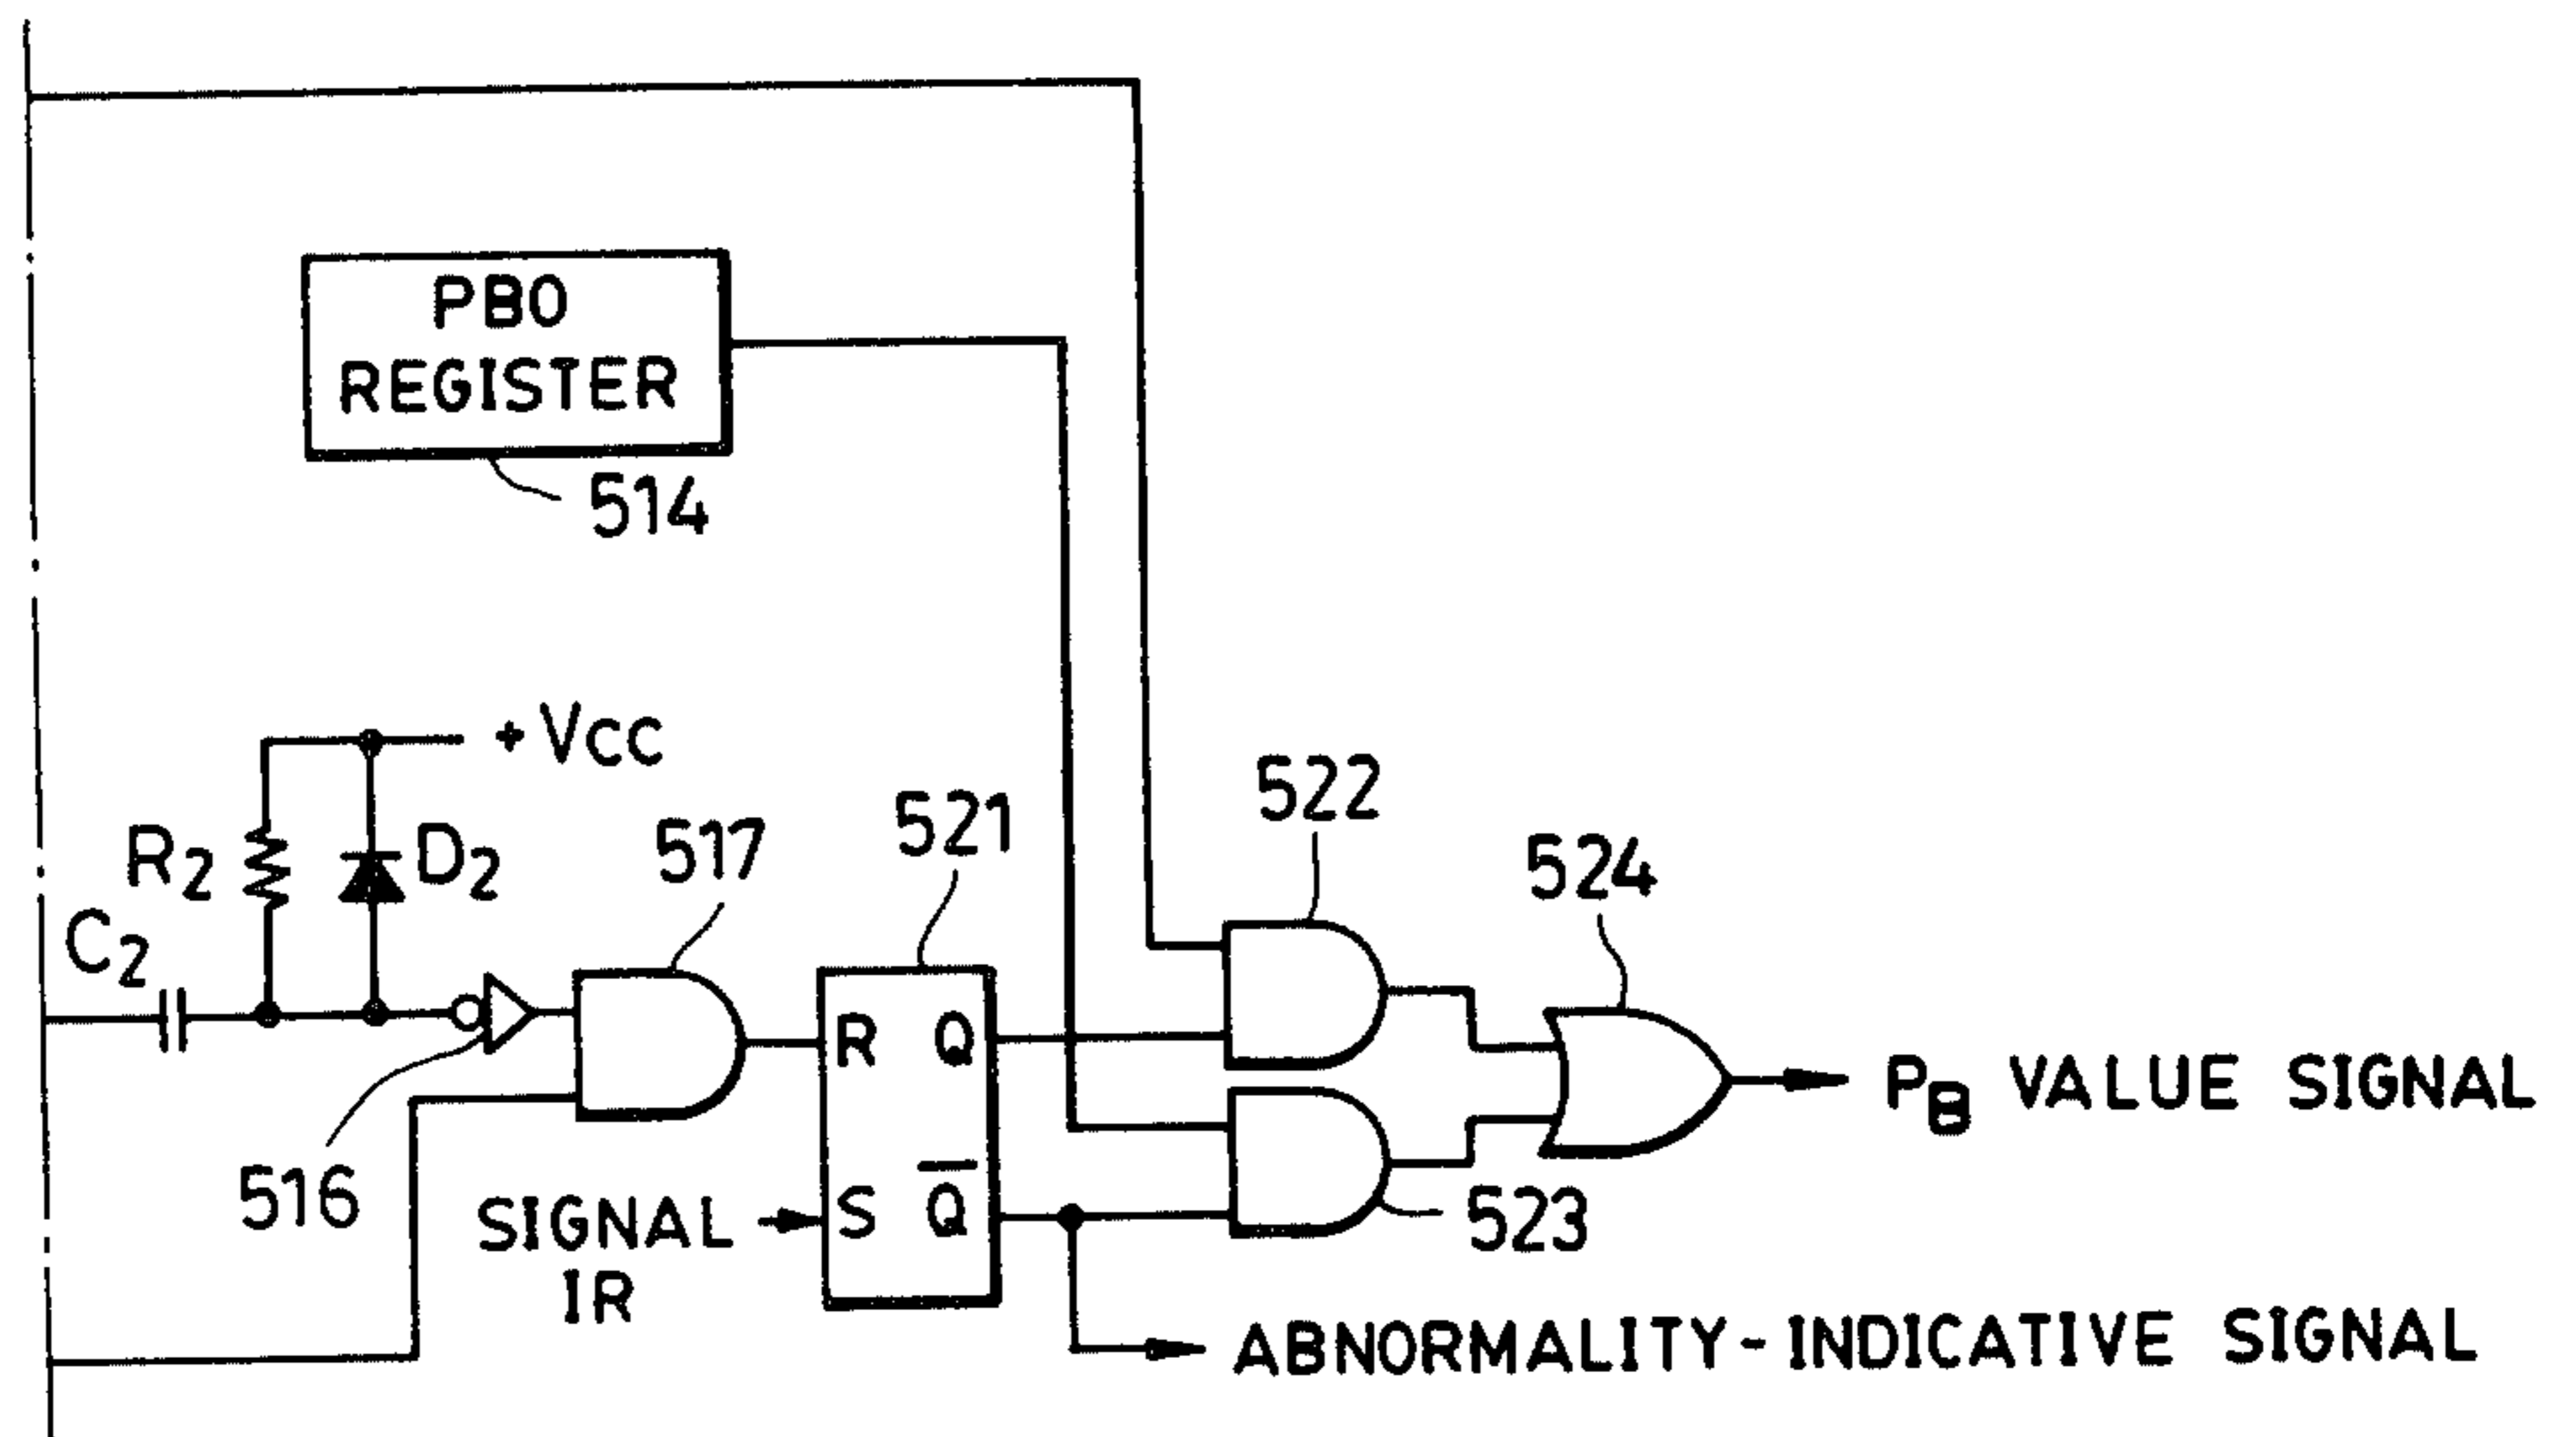 PBO
REGISTER
514
+ VCC
R2
D2
C2
517
521
522
524
R Q
S Q̅
516
SIGNAL
IR
523
PB VALUE SIGNAL
ABNORMALITY-INDICATIVE SIGNAL